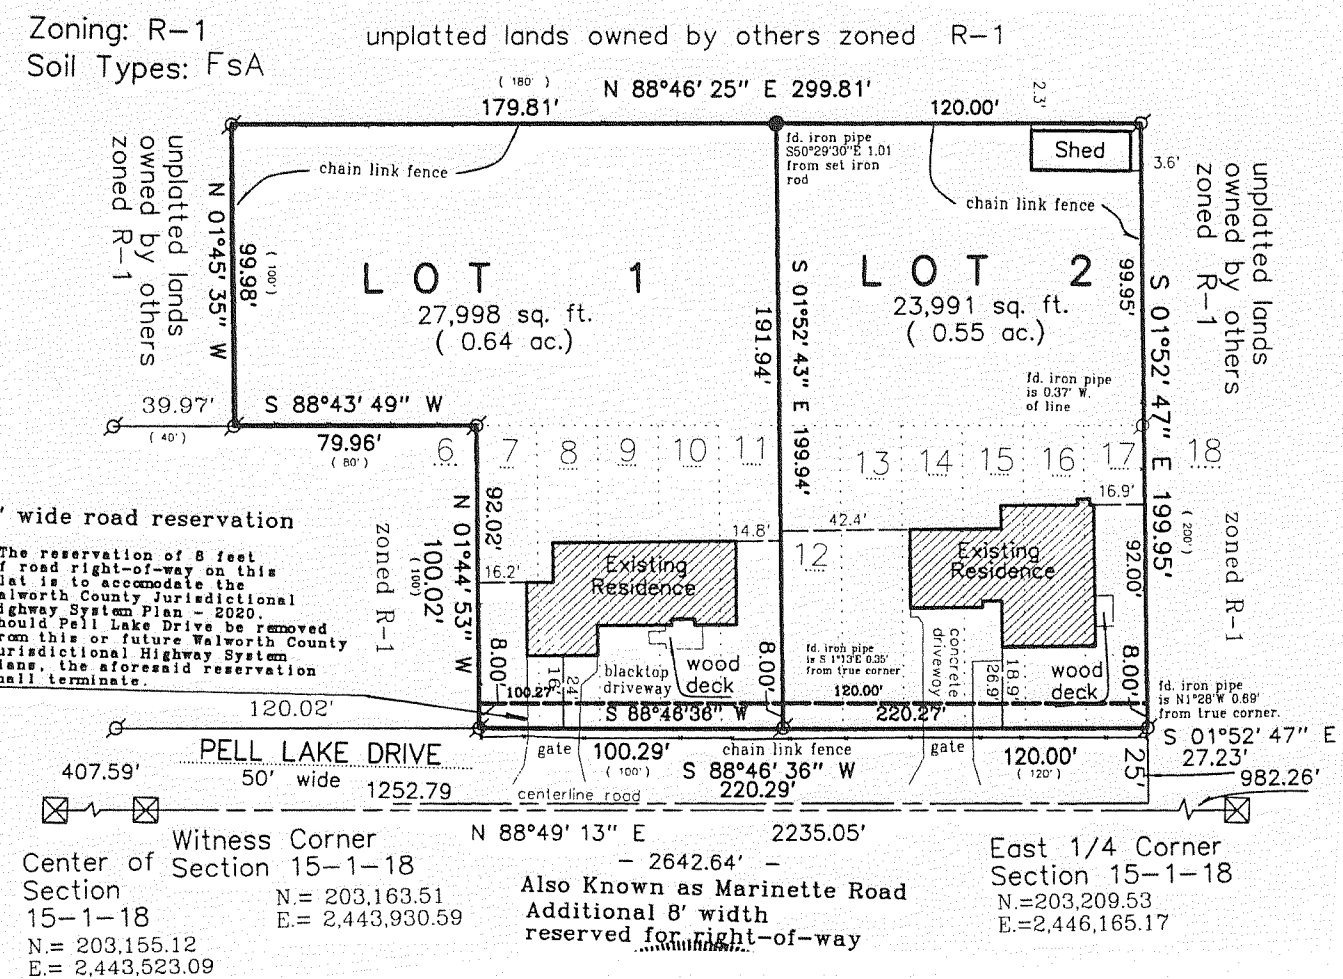 Zoning: R-1
Soil Types: FsA
unplatted lands owned by others zoned R-1
( 180' )
N 88°46' 25" E 299.81'
179.81'
120.00'
2.3'
fd. iron pipe
S50°29'30"E 1.01
from set iron
rod
Shed
3.6'
chain link fence
chain link fence
unplatted lands
owned by others
zoned R-1
N 01°45' 35" W
99.98'
( 100' )
LOT 1
27,998 sq. ft.
( 0.64 ac.)
191.94'
S 01°52' 43" E 199.94'
LOT 2
23,991 sq. ft.
( 0.55 ac.)
99.95'
S 01°52' 47" E 199.95'
( 200' )
unplatted lands
owned by others
zoned R-1
fd. iron pipe
is 0.37' W.
of line
39.97'
( 40' )
S 88°43' 49" W
79.96'
( 80' )
6 7 8 9 10 11 12 13 14 15 16 17 18
' wide road reservation
The reservation of 8 feet
f road right-of-way on this
lat is to accomodate the
alworth County Jurisdictional
ighway System Plan - 2020.
hould Pell Lake Drive be removed
rom this or future Walworth County
urisdictional Highway System
lans, the aforesaid reservation
hall terminate.
zoned R-1
( 100' )
100.02'
N 01°44' 53" W
92.02'
8.00'
16.2'
14.8'
42.4'
16.9'
Existing
Residence
Existing
Residence
92.00'
8.00'
zoned R-1
16'
24'
blacktop
driveway
wood
deck
8.00'
fd. iron pipe
is S 1°13'E 0.35'
from true corner
concrete
driveway
26.9'
18.9'
wood
deck
fd. iron pipe
is N1°28'W 0.69'
from true corner.
100.27'
S 88°46'36" W
120.00'
220.27'
120.02'
PELL LAKE DRIVE
50' wide
407.59'
1252.79
gate
100.29'
( 100' )
chain link fence
S 88°46' 36" W
220.29'
gate
120.00'
( 120' )
25'
S 01°52' 47" E
27.23'
982.26'
centerline road
N 88°49' 13" E 2235.05'
- 2642.64' -
Also Known as Marinette Road
Additional 8' width
reserved for right-of-way
Witness Corner
Section 15-1-18
N.= 203,163.51
E.= 2,443,930.59
Center of
Section
15-1-18
N.= 203,155.12
E.= 2,443,523.09
East 1/4 Corner
Section 15-1-18
N.=203,209.53
E.=2,446,165.17